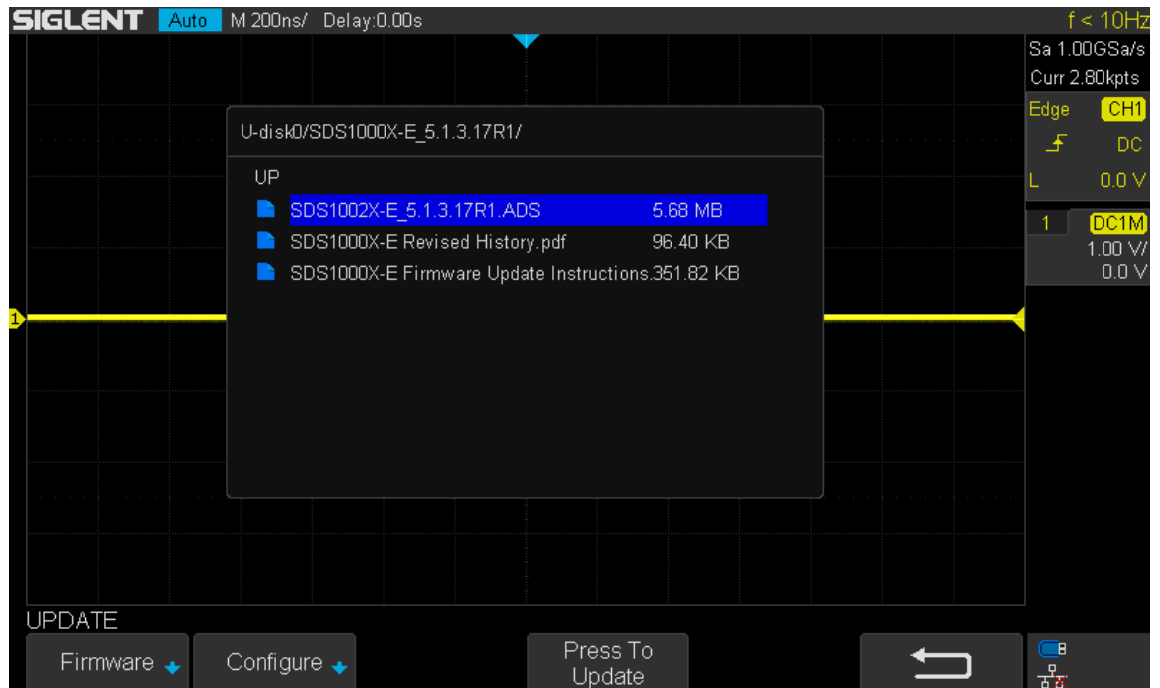 SIGLENT Auto M 200ns/ Delay:0.00s f < 10Hz
Sa 1.00GSa/s
Curr 2.80kpts
Edge CH1
DC
L 0.0 V
1 DC1M
1.00 V/
0.0 V
U-disk0/SDS1000X-E_5.1.3.17R1/
UP
SDS1002X-E_5.1.3.17R1.ADS 5.68 MB
SDS1000X-E Revised History.pdf 96.40 KB
SDS1000X-E Firmware Update Instructions.351.82 KB
1
UPDATE
Firmware
Configure
Press To
Update